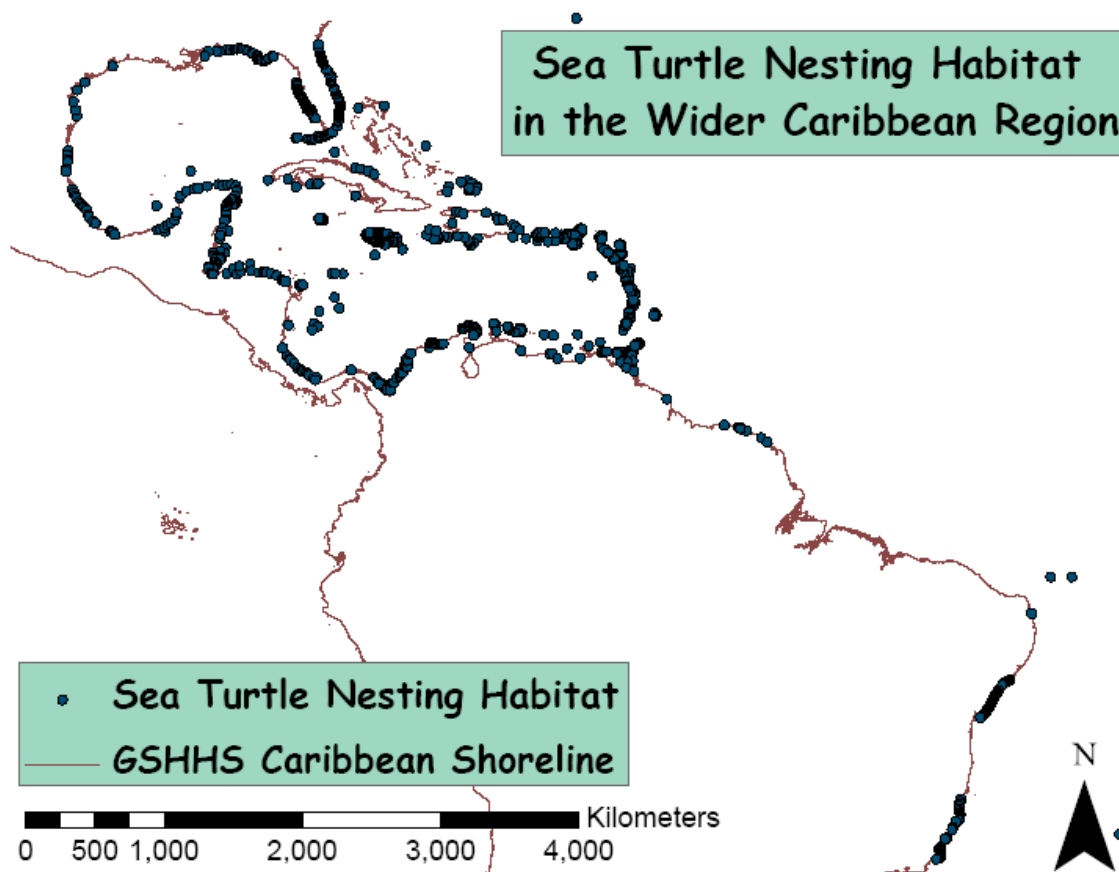 Sea Turtle Nesting Habitat
in the Wider Caribbean Region
Sea Turtle Nesting Habitat
GSHHS Caribbean Shoreline
Kilometers
0 500 1,000 2,000 3,000 4,000
N